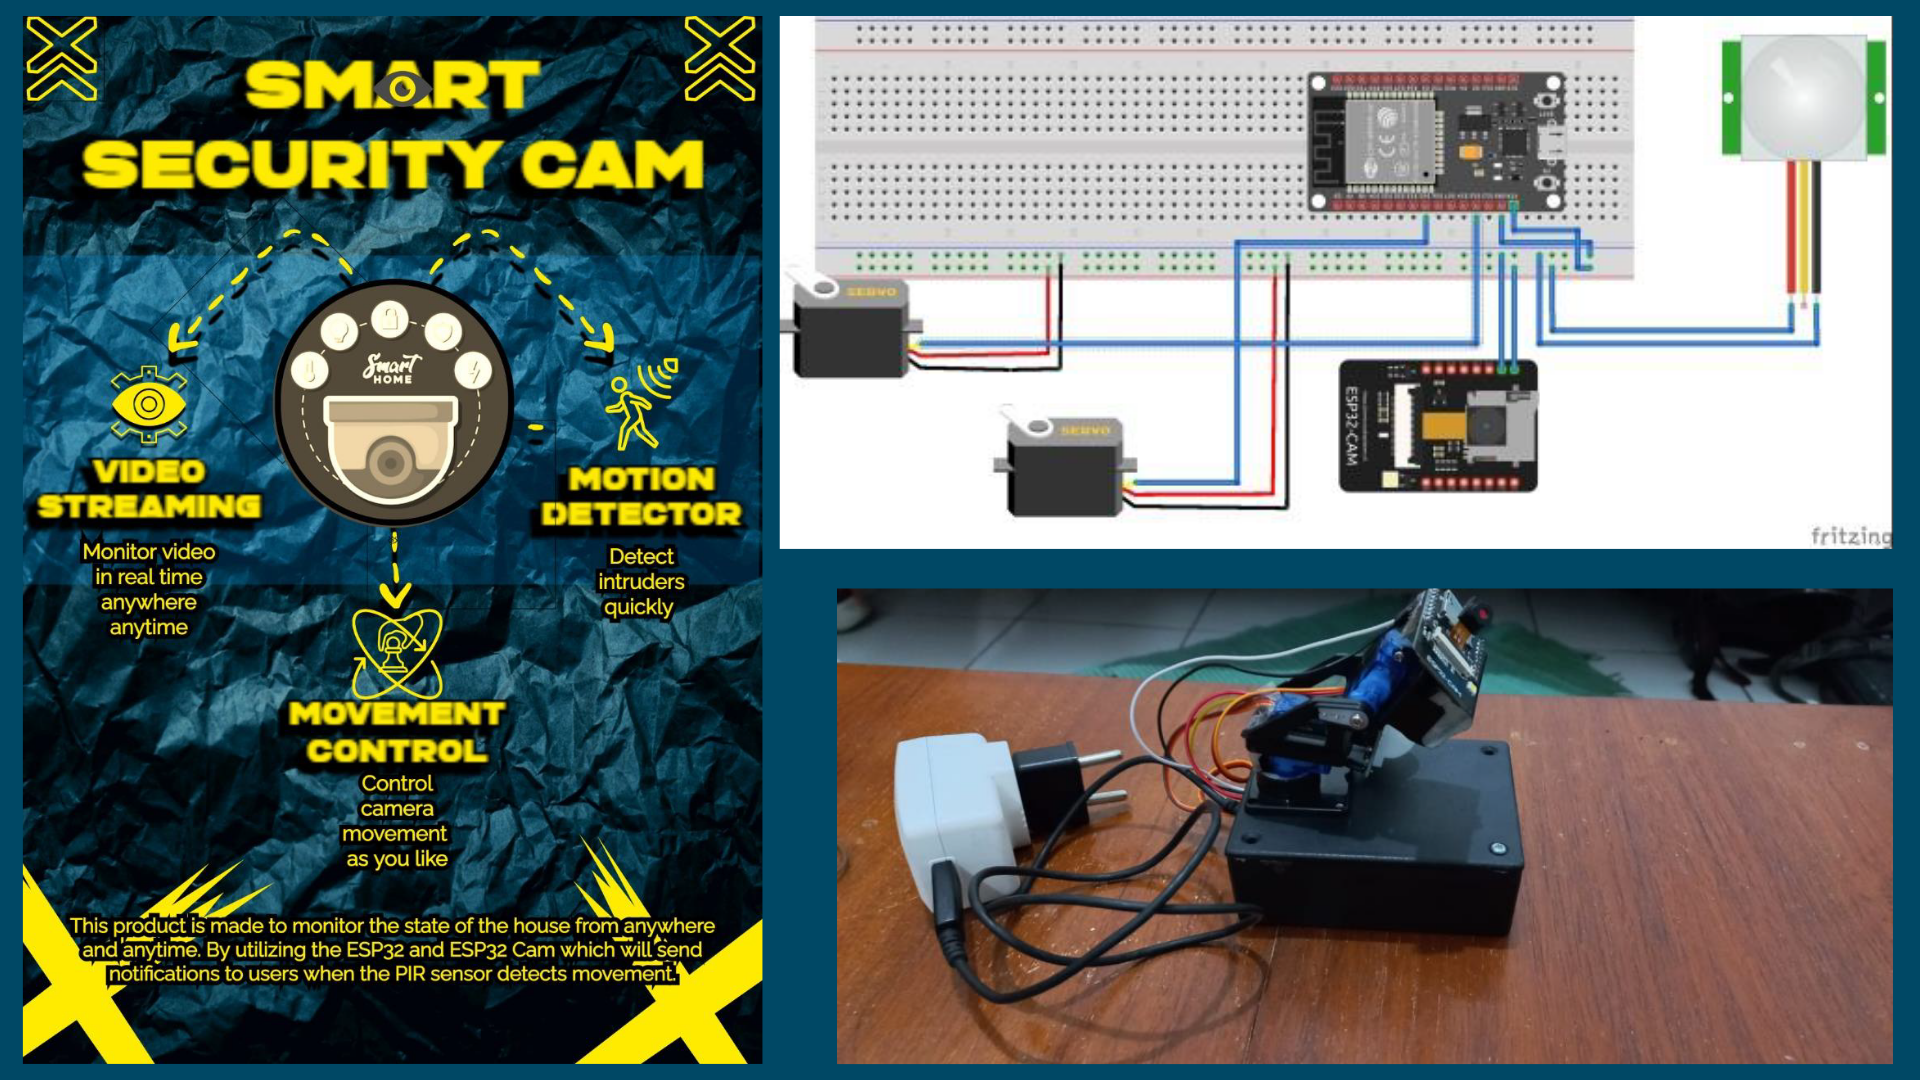 SMART
SECURITY CAM
Smart
HOME
VIDEO
STREAMING
Monitor video
in real time
anywhere
anytime
MOTION
DETECTOR
Detect
intruders
quickly
MOVEMENT
CONTROL
Control
camera
movement
as you like
This product is made to monitor the state of the house from anywhere
and anytime. By utilizing the ESP32 and ESP32 Cam which will send
notifications to users when the PIR sensor detects movement.
SERVO
SERVO
CE
ESP32-CAM
fritzing